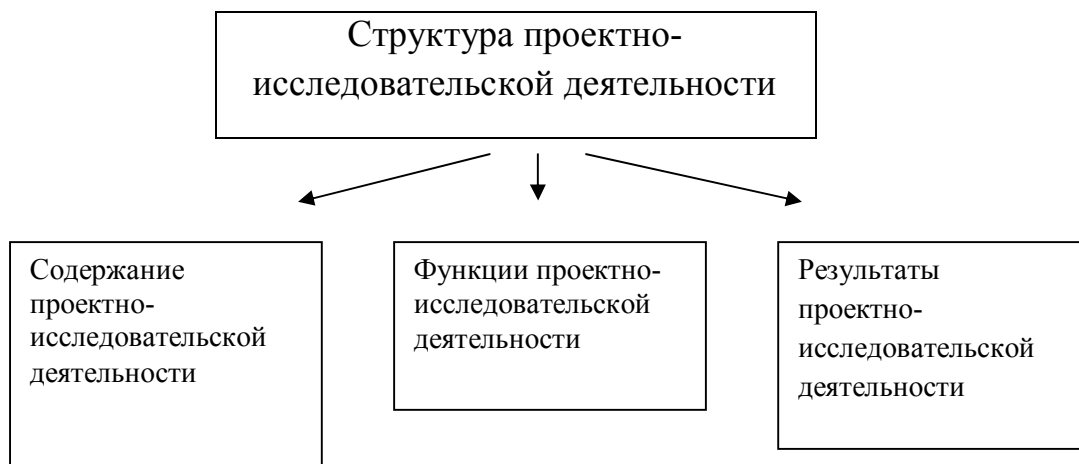 Структура проектно-
исследовательской деятельности
Содержание
проектно-
исследовательской
деятельности
Функции проектно-
исследовательской
деятельности
Результаты
проектно-
исследовательской
деятельности